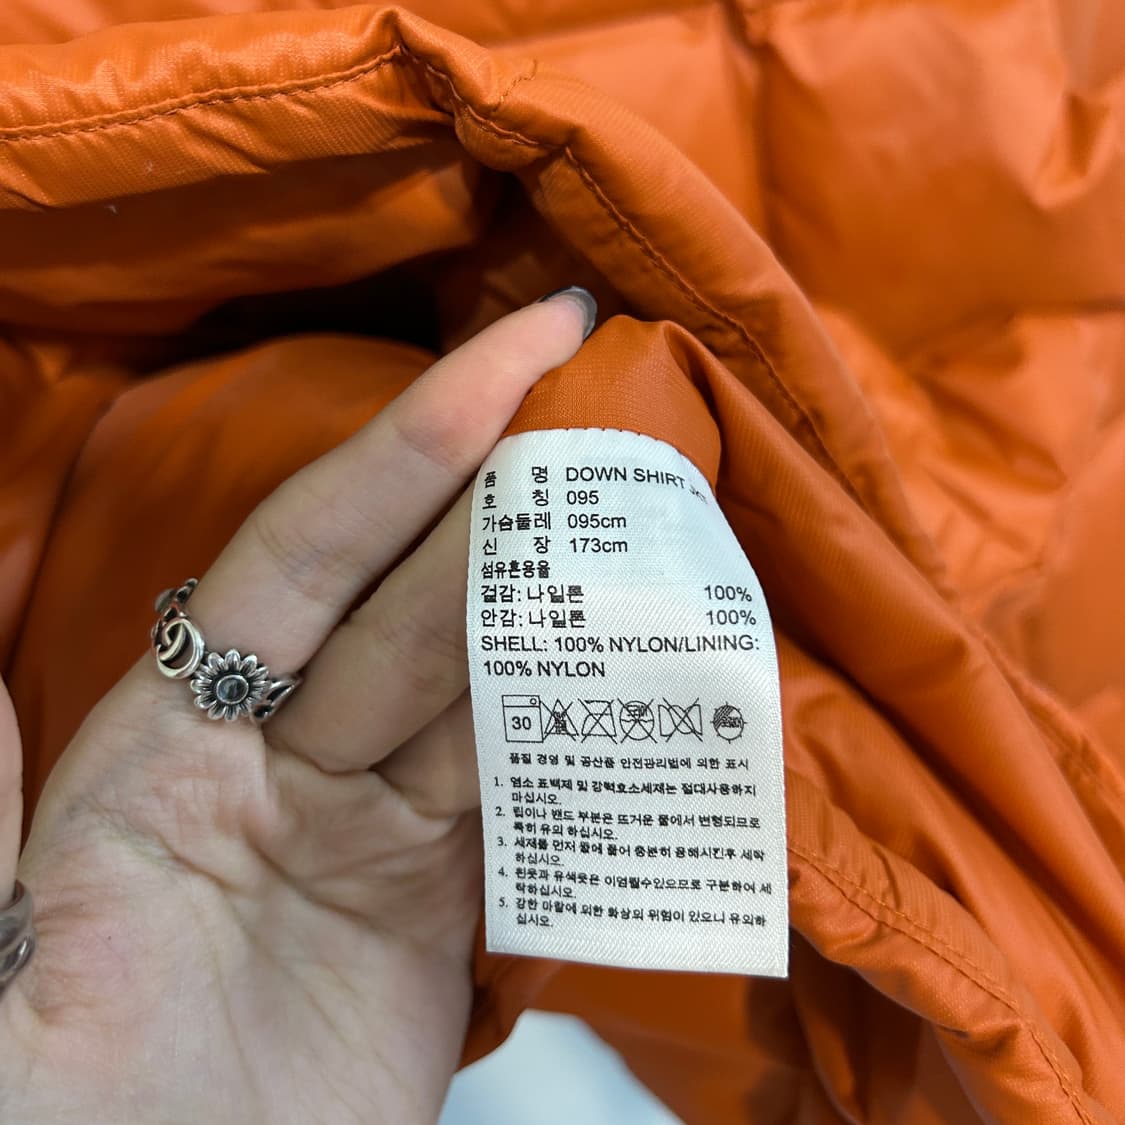 품 명 DOWN SHIRT JKT
호 칭 095
가슴둘레 095cm
신 장 173cm
섬유혼용율
겉감: 나일론 100%
안감: 나일론 100%
SHELL: 100% NYLON/LINING:
100% NYLON
30
품질 경영 및 공산품 안전관리법에 의한 표시
1. 염소 표백제 및 강력효소세제는 절대사용하지
마십시오.
2. 립이나 밴드 부분은 뜨거운 물에서 변형되므로
특히 유의 하십시오.
3. 세제를 먼저 물에 풀어 충분히 용해시킨후 세탁
하십시오.
4. 흰옷과 유색옷은 이염될수있으므로 구분하여 세
탁하십시오.
5. 강한 마찰에 의한 화상의 위험이 있으니 유의하
십시오.